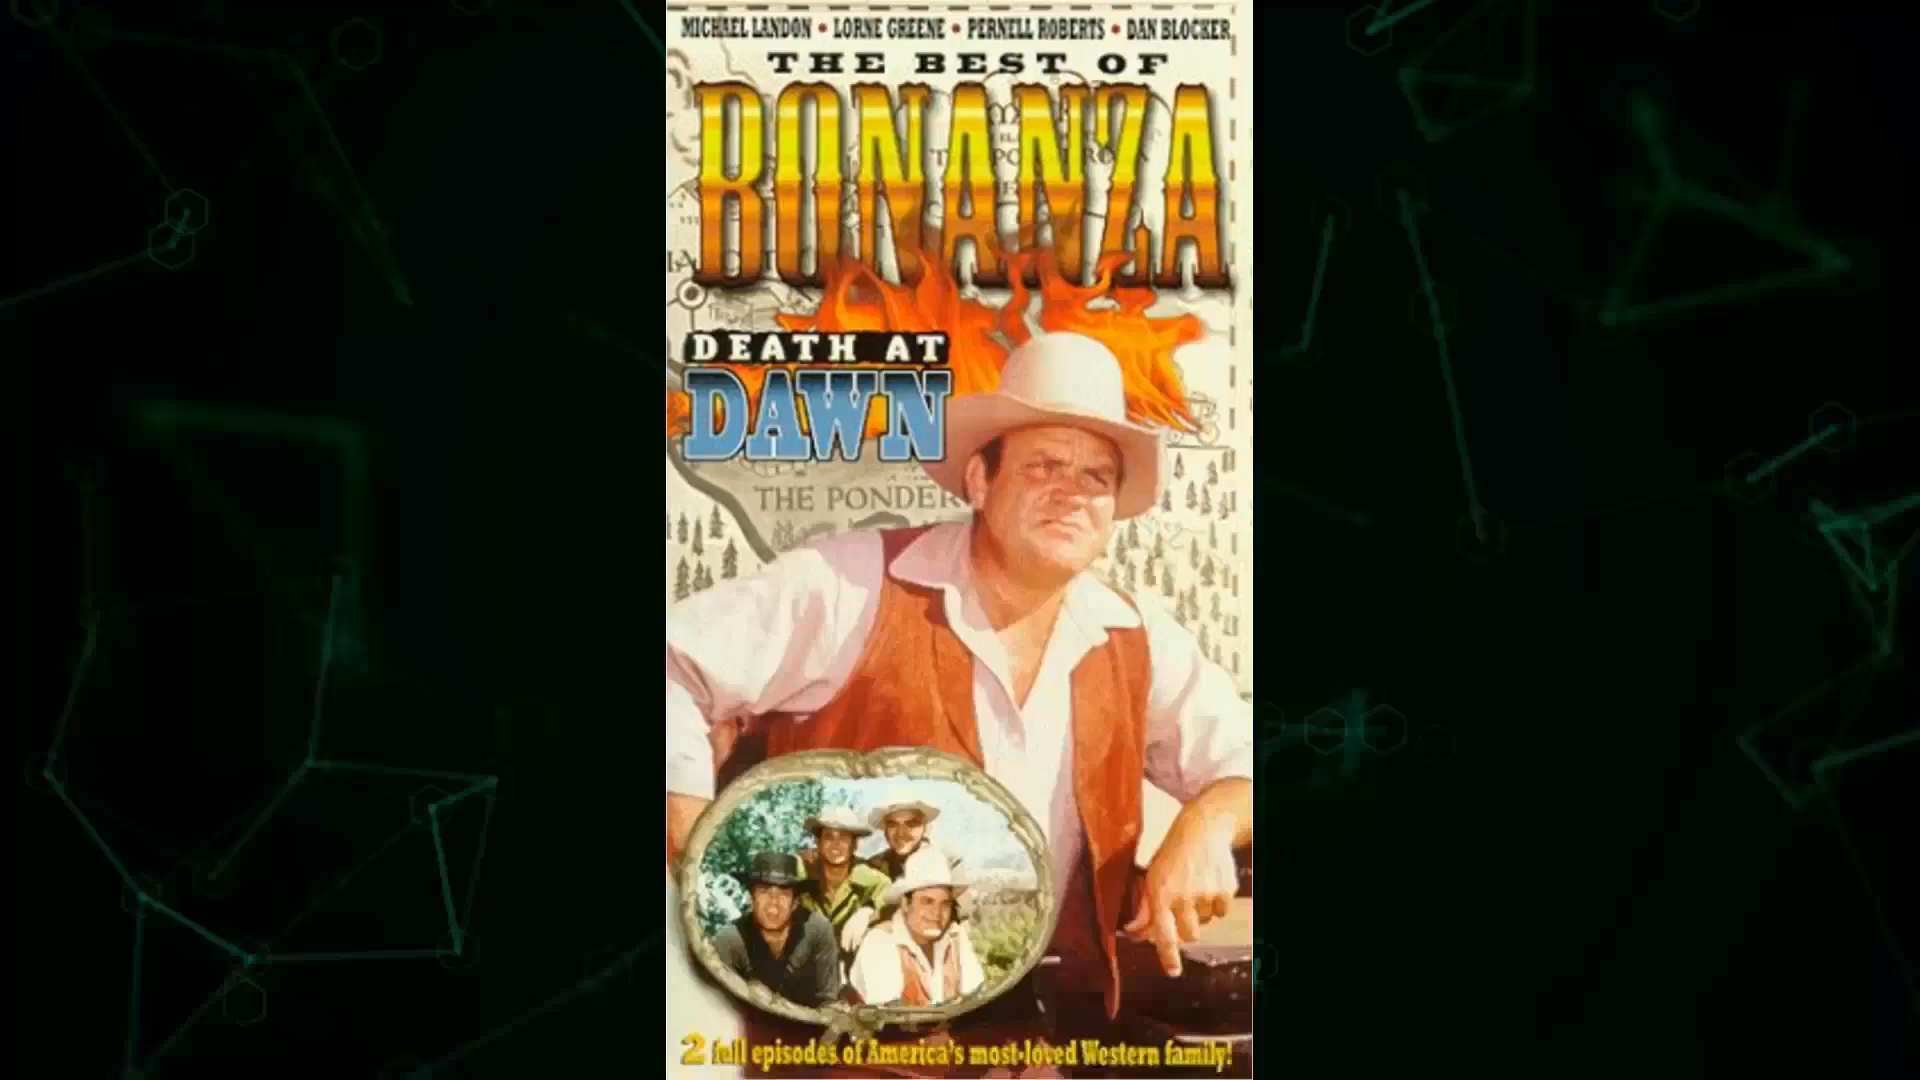 MICHAEL LANDON • LORNE GREENE • PERNELL ROBERTS • DAN BLOCKER
THE BEST OF
BONANZA
DEATH AT
DAWN
THE PONDER
2 full episodes of America's most-loved Western family!